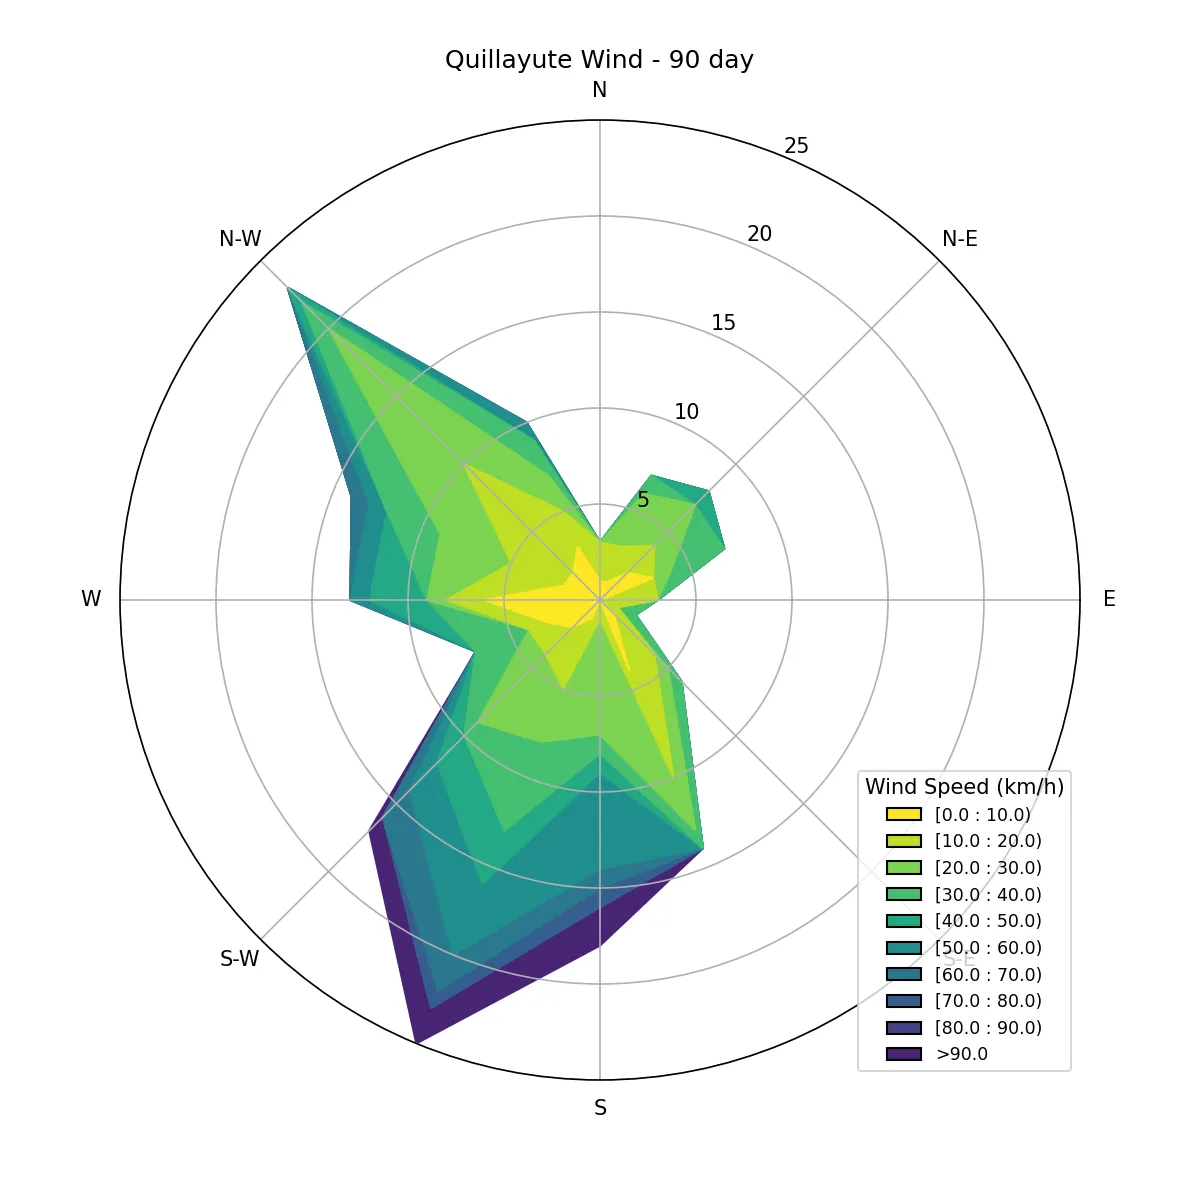 Quillayute Wind - 90 day
N
25
N-W
20
N-E
15
10
5
W
E
Wind Speed (km/h)
[0.0 : 10.0)
[10.0 : 20.0)
[20.0 : 30.0)
[30.0 : 40.0)
[40.0 : 50.0)
[50.0 : 60.0)
[60.0 : 70.0)
[70.0 : 80.0)
[80.0 : 90.0)
>90.0
S-W
S-E
S